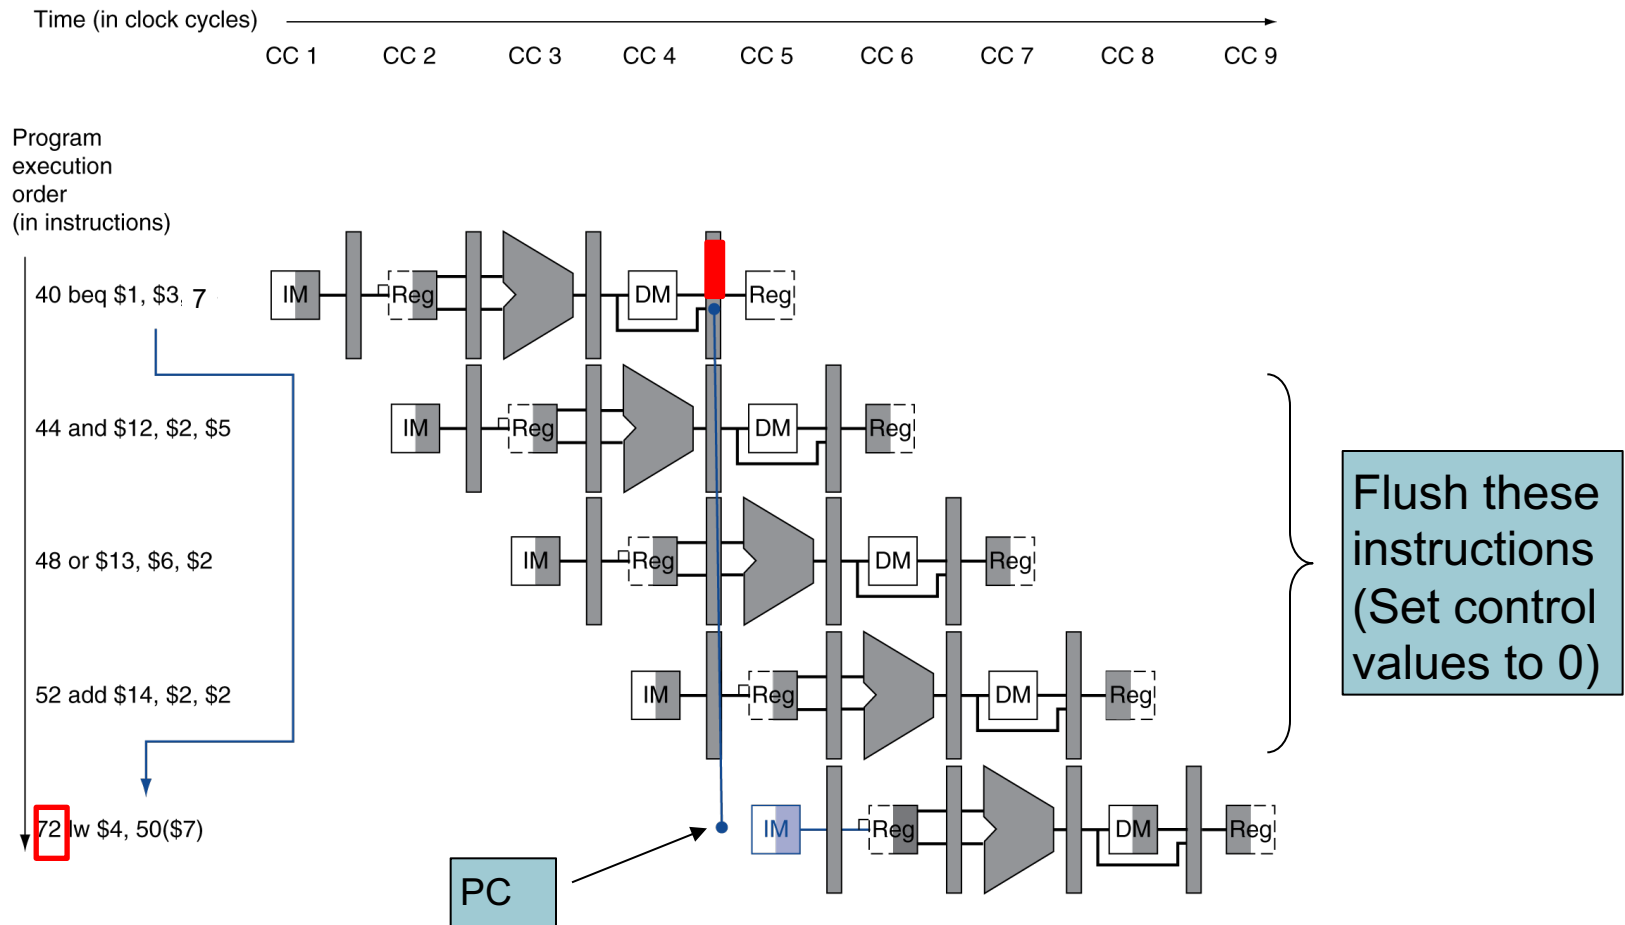 Time (in clock cycles)
CC 1 CC 2 CC 3 CC 4 CC 5 CC 6 CC 7 CC 8 CC 9
Program
execution
order
(in instructions)
40 beq $1, $3, 7
IM Reg DM Reg
44 and $12, $2, $5
IM Reg DM Reg
48 or $13, $6, $2
IM Reg DM Reg
52 add $14, $2, $2
IM Reg DM Reg
72 lw $4, 50($7)
IM Reg DM Reg
Flush these
instructions
(Set control
values to 0)
PC